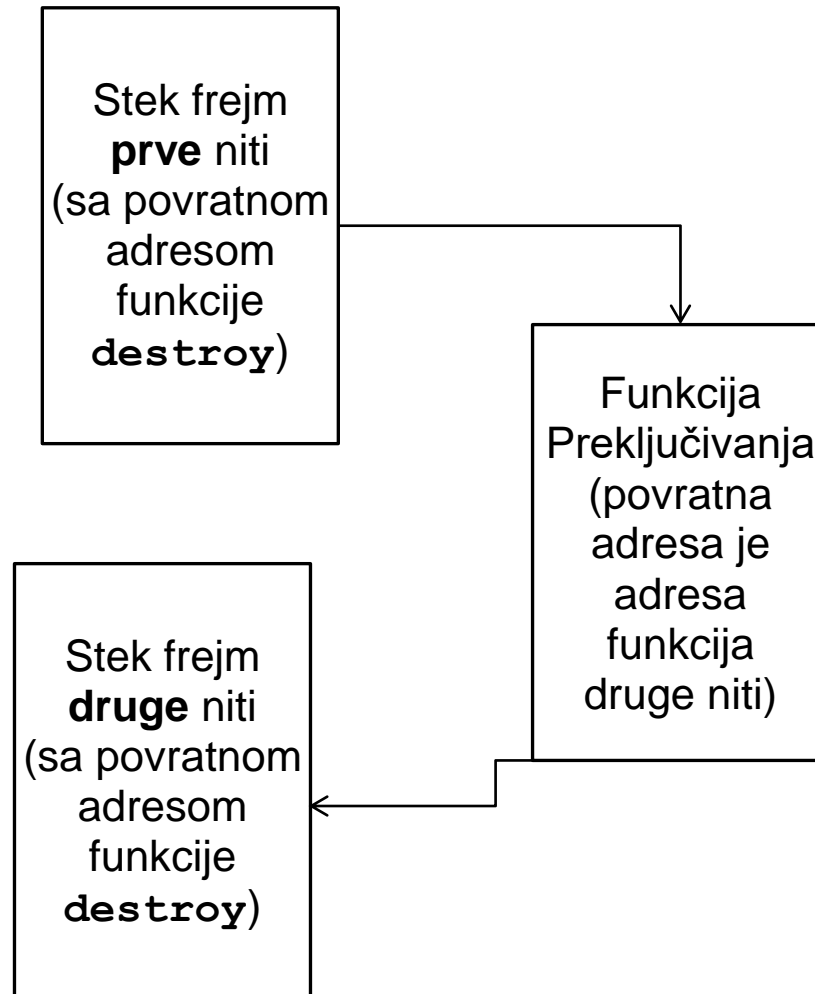 Stek frejm
prve niti
(sa povratnom
adresom
funkcije
destroy)
Funkcija
Preključivanja
(povratna
adresa je
adresa
funkcija
druge niti)
Stek frejm
druge niti
(sa povratnom
adresom
funkcije
destroy)